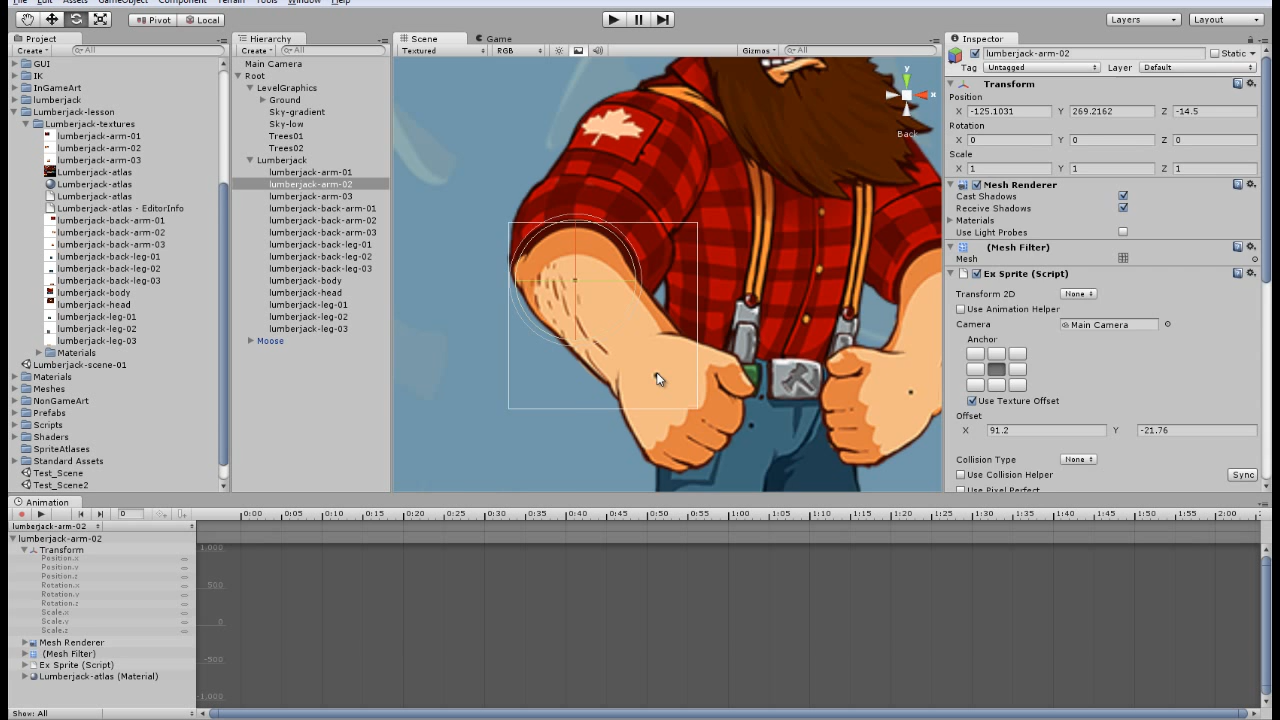 File Edit Assets GameObject Component Terrain Tools Window Help
Pivot Local Layers Layout
Project
Create All
GUI
IK
InGameArt
lumberjack
Lumberjack-lesson
Lumberjack-textures
lumberjack-arm-01
lumberjack-arm-02
lumberjack-arm-03
Lumberjack-atlas
Lumberjack-atlas
Lumberjack-atlas
Lumberjack-atlas - EditorInfo
lumberjack-back-arm-01
lumberjack-back-arm-02
lumberjack-back-arm-03
lumberjack-back-leg-01
lumberjack-back-leg-02
lumberjack-back-leg-03
lumberjack-body
lumberjack-head
lumberjack-leg-01
lumberjack-leg-02
lumberjack-leg-03
Materials
Lumberjack-scene-01
Materials
Meshes
NonGameArt
Prefabs
Scripts
Shaders
SpriteAtlases
Standard Assets
Test_Scene
Test_Scene2
Hierarchy
Create All
Main Camera
Root
LevelGraphics
Ground
Sky-gradient
Sky-low
Trees01
Trees02
Lumberjack
lumberjack-arm-01
lumberjack-arm-02
lumberjack-arm-03
lumberjack-back-arm-01
lumberjack-back-arm-02
lumberjack-back-arm-03
lumberjack-back-leg-01
lumberjack-back-leg-02
lumberjack-back-leg-03
lumberjack-body
lumberjack-head
lumberjack-leg-01
lumberjack-leg-02
lumberjack-leg-03
Moose
Scene Game
Textured RGB Gizmos All
y
x
Back
Inspector
lumberjack-arm-02 Static
Tag Untagged Layer Default
Transform
Position
X -125.1031 Y 269.2162 Z -14.5
Rotation
X 0 Y 0 Z 0
Scale
X 1 Y 1 Z 1
Mesh Renderer
Cast Shadows
Receive Shadows
Materials
Use Light Probes
(Mesh Filter)
Mesh
Ex Sprite (Script)
Transform 2D None
Use Animation Helper
Camera Main Camera
Anchor
Use Texture Offset
Offset
X 91.2 Y -21.76
Collision Type None
Use Collision Helper Sync
Use Pixel Perfect
Animation
0 0:00 0:05 0:10 0:15 0:20 0:25 0:30 0:35 0:40 0:45 0:50 0:55 1:00 1:05 1:10 1:15 1:20 1:25 1:30 1:35 1:40 1:45 1:50 1:55 2:00
lumberjack-arm-02
lumberjack-arm-02
Transform
Position.x
Position.y
Position.z
Rotation.x
Rotation.y
Rotation.z
Scale.x
Scale.y
Scale.z
Mesh Renderer
(Mesh Filter)
Ex Sprite (Script)
Lumberjack-atlas (Material)
Show: All
1,000
500
0
-500
-1,000